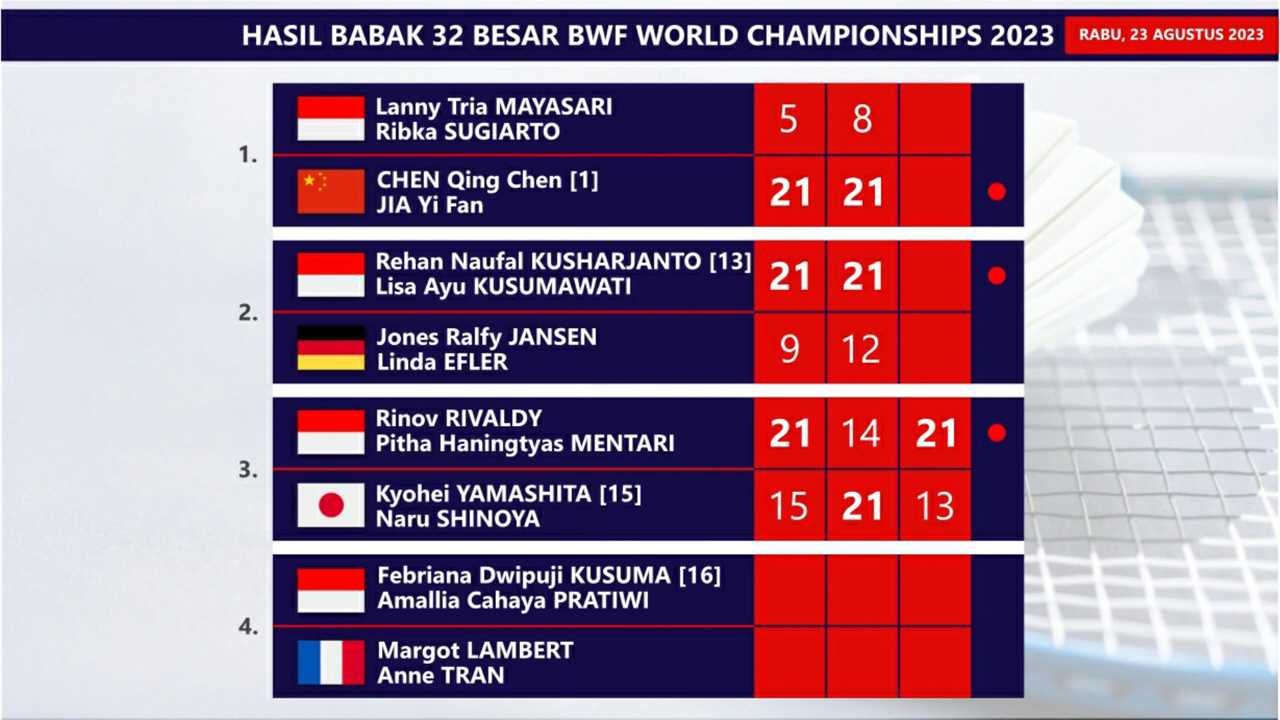 HASIL BABAK 32 BESAR BWF WORLD CHAMPIONSHIPS 2023
RABU, 23 AGUSTUS 2023
1.
Lanny Tria MAYASARI
Ribka SUGIARTO
5 8
CHEN Qing Chen [1]
JIA Yi Fan
21 21
2.
Rehan Naufal KUSHARJANTO [13]
Lisa Ayu KUSUMAWATI
21 21
Jones Ralfy JANSEN
Linda EFLER
9 12
3.
Rinov RIVALDY
Pitha Haningtyas MENTARI
21 14 21
Kyohei YAMASHITA [15]
Naru SHINOYA
15 21 13
4.
Febriana Dwipuji KUSUMA [16]
Amallia Cahaya PRATIWI
Margot LAMBERT
Anne TRAN